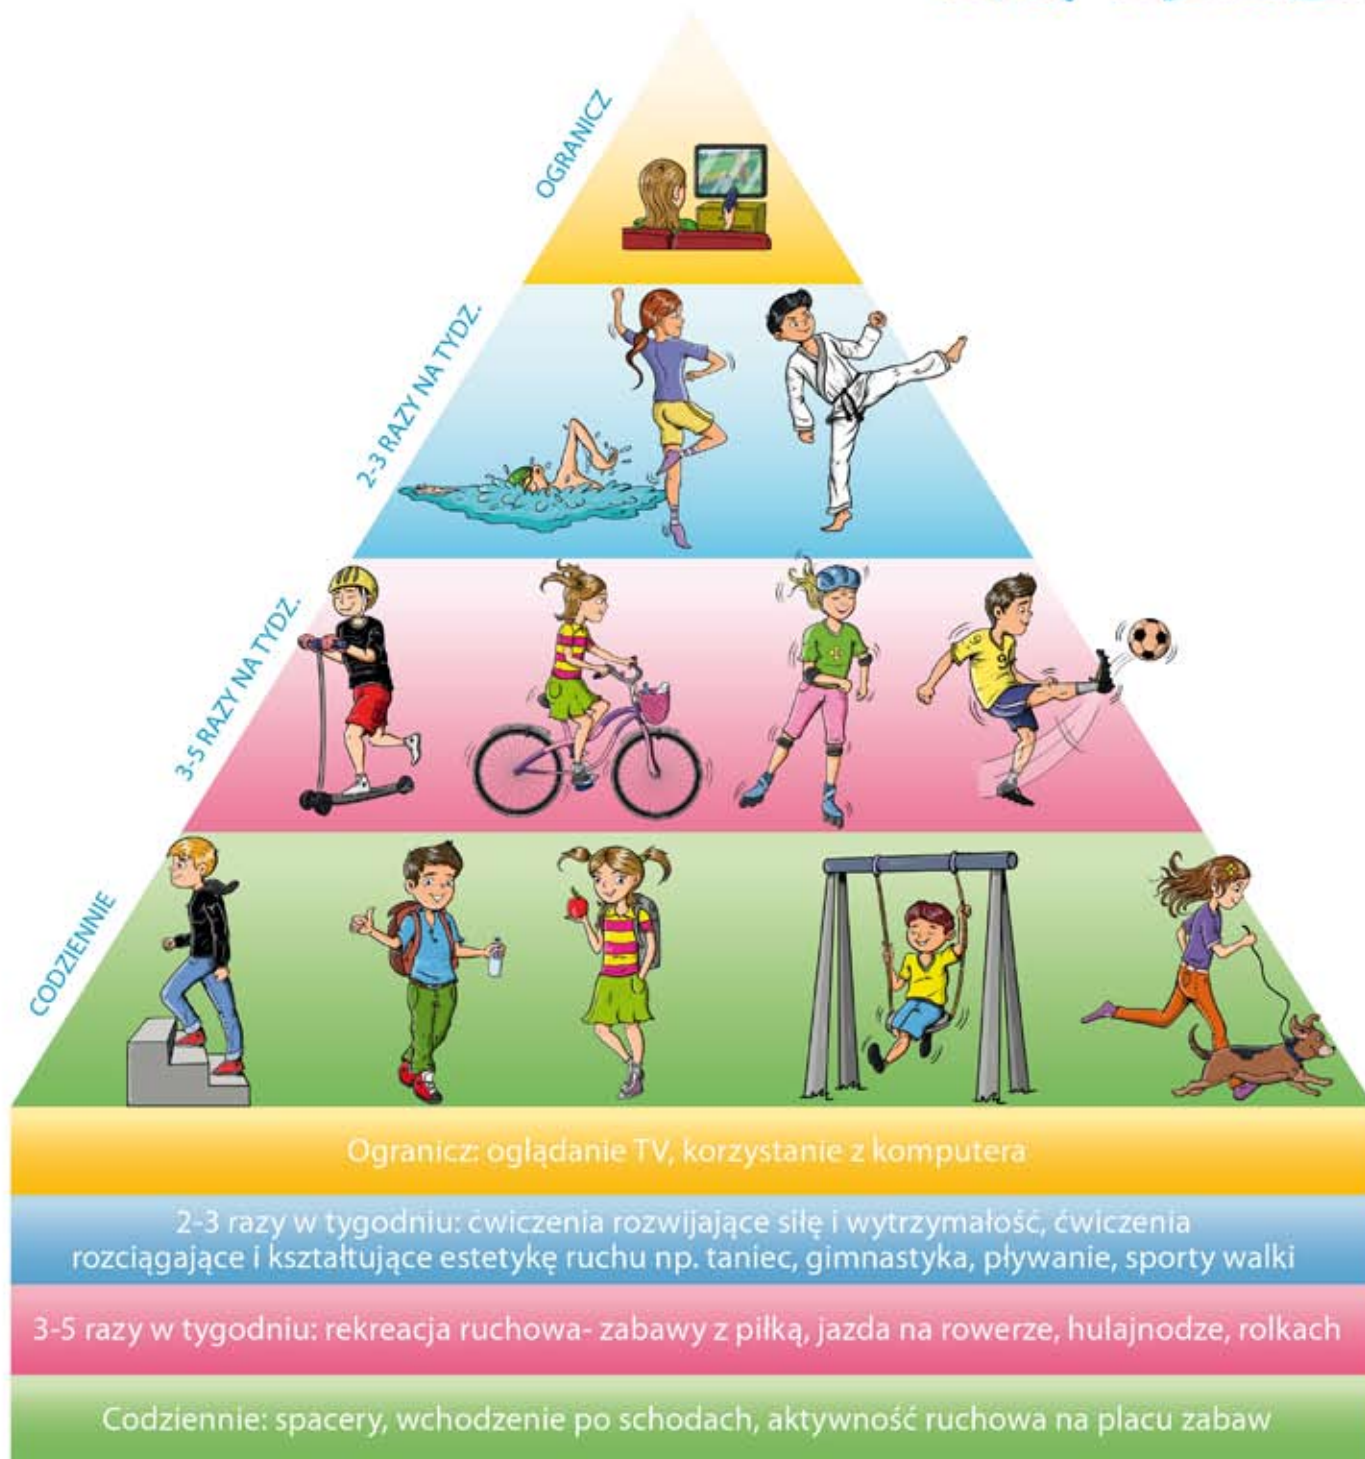 OGRANICZ
2-3 RAZY NA TYDZ.
3-5 RAZY NA TYDZ.
CODZIENNIE
Ogranicz: oglądanie TV, korzystanie z komputera
2-3 razy w tygodniu: ćwiczenia rozwijające siłę i wytrzymałość, ćwiczenia
rozciągające i kształtujące estetykę ruchu np. taniec, gimnastyka, pływanie, sporty walki
3-5 razy w tygodniu: rekreacja ruchowa- zabawy z piłką, jazda na rowerze, hulajnodze, rolkach
Codziennie: spacery, wchodzenie po schodach, aktywność ruchowa na placu zabaw